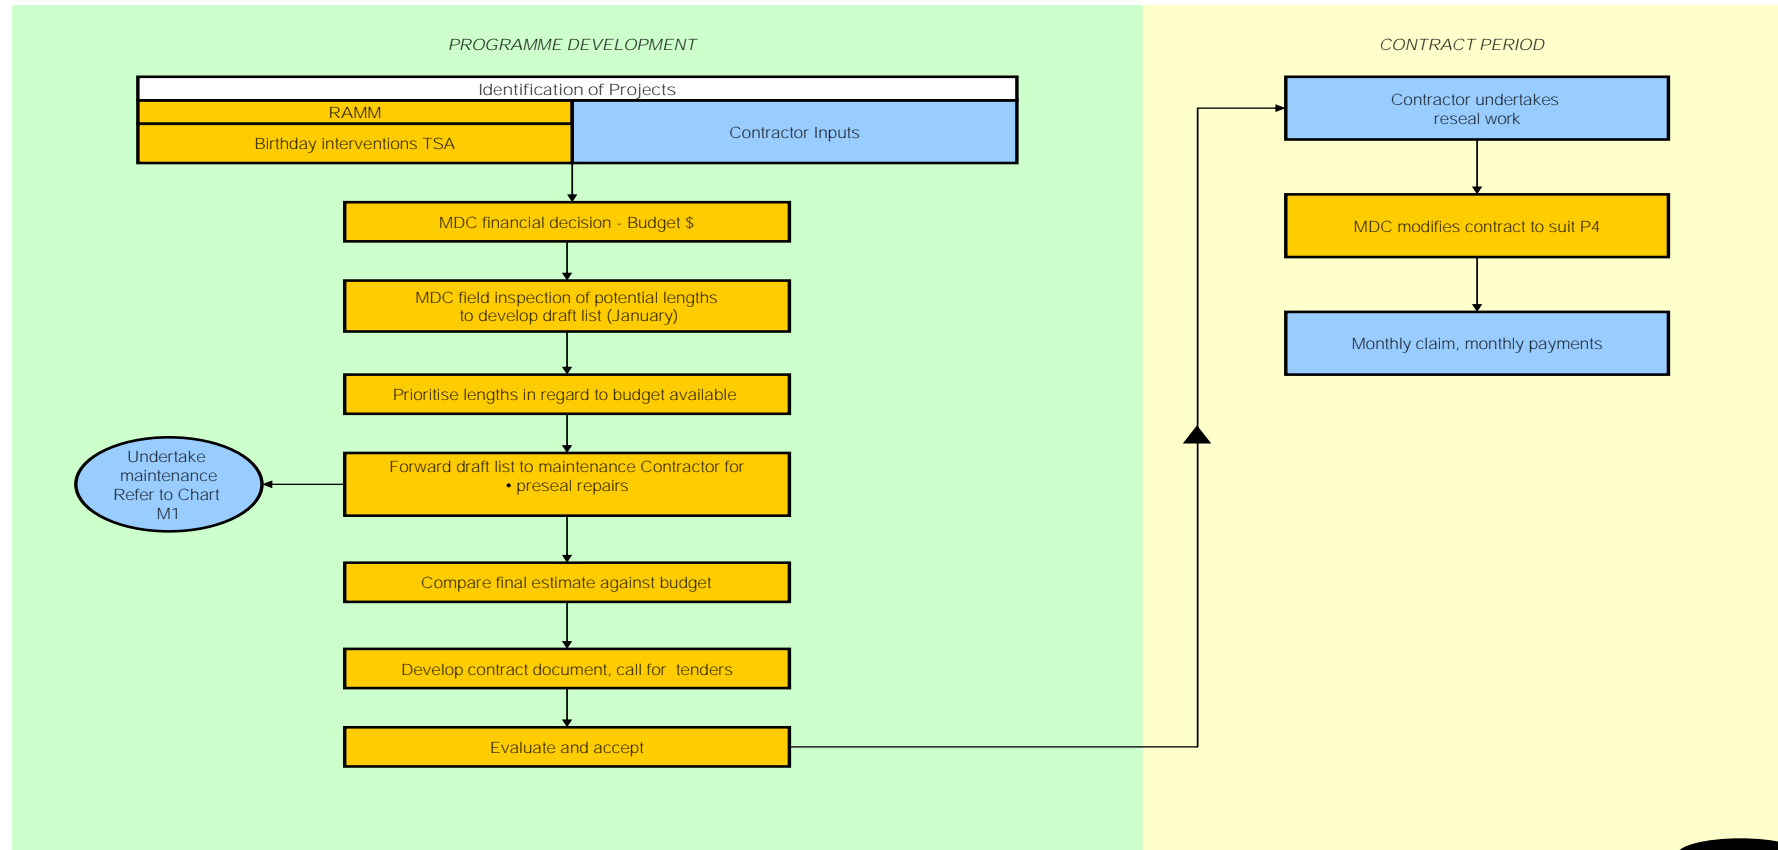 PROGRAMME DEVELOPMENT
Identification of Projects
RAMM
Birthday interventions TSA
Contractor Inputs
MDC financial decision - Budget $
MDC field inspection of potential lengths
to develop draft list (January)
Prioritise lengths in regard to budget available
Forward draft list to maintenance Contractor for
• preseal repairs
Undertake
maintenance
Refer to Chart
M1
Compare final estimate against budget
Develop contract document, call for tenders
Evaluate and accept
CONTRACT PERIOD
Contractor undertakes
reseal work
MDC modifies contract to suit P4
Monthly claim, monthly payments